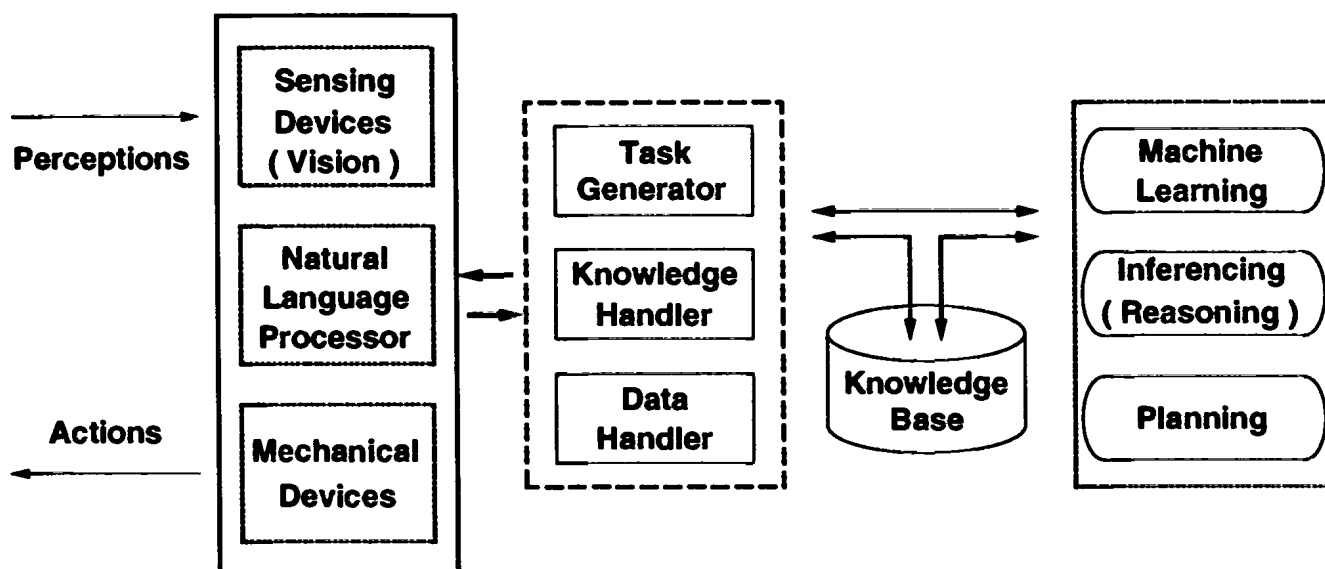 Perceptions
Actions
Sensing
Devices
( Vision )
Natural
Language
Processor
Mechanical
Devices
Task
Generator
Knowledge
Handler
Data
Handler
Knowledge
Base
Machine
Learning
Inferencing
( Reasoning )
Planning